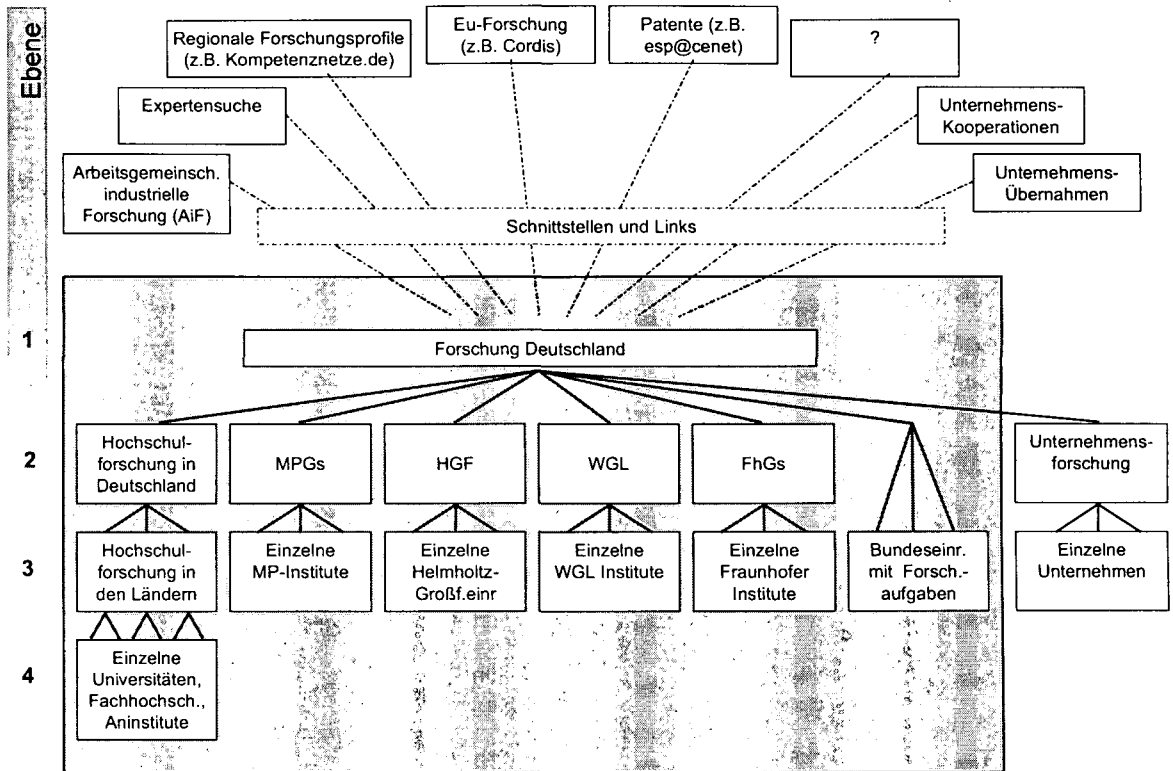 Ebene
Regionale Forschungsprofile
(z.B. Kompetenznetze.de)
Eu-Forschung
(z.B. Cordis)
Patente (z.B.
esp@cenet)
?
Expertensuche
Unternehmens-
Kooperationen
Arbeitsgemeinsch.
industrielle
Forschung (AiF)
Unternehmens-
Übernahmen
Schnittstellen und Links
1
Forschung Deutschland
2
Hochschul-
forschung in
Deutschland
MPGs
HGF
WGL
FhGs
Unternehmens-
forschung
3
Hochschul-
forschung in
den Ländern
Einzelne
MP-Institute
Einzelne
Helmholtz-
Großf.einr
Einzelne
WGL Institute
Einzelne
Fraunhofer
Institute
Bundeseinr.
mit Forsch.-
aufgaben
Einzelne
Unternehmen
4
Einzelne
Universitäten,
Fachhochsch.,
Aninstitute